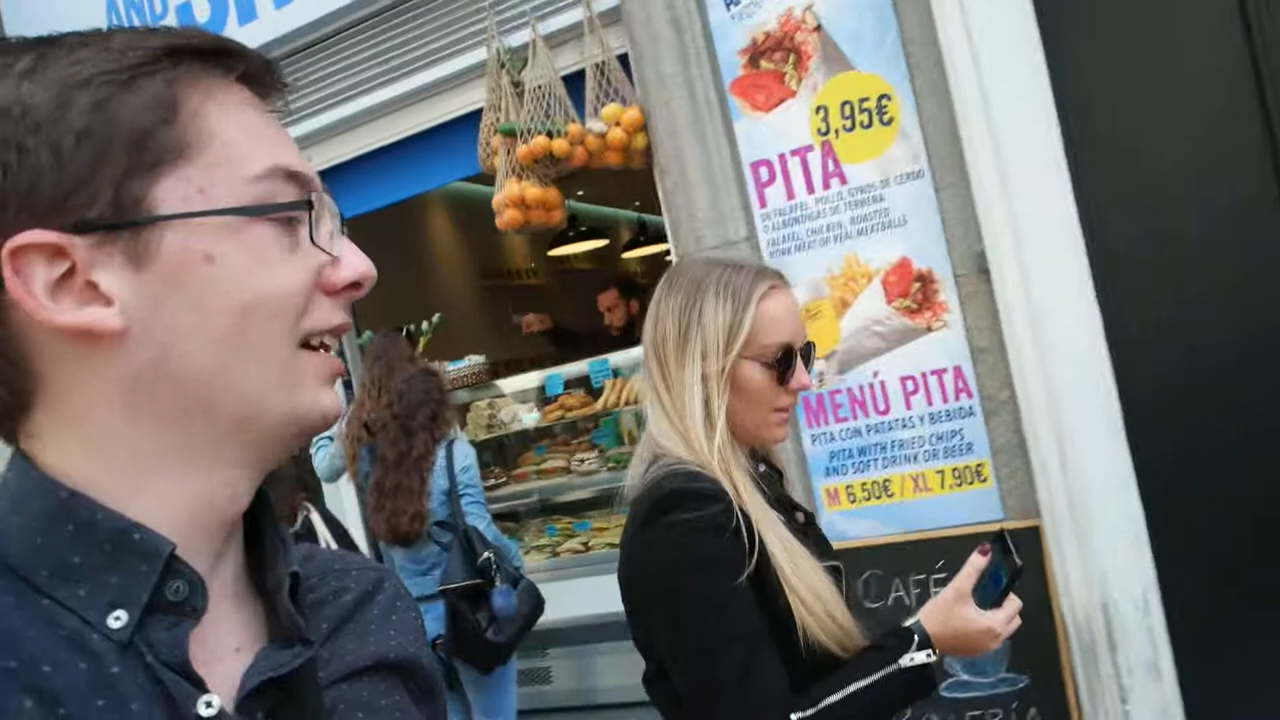 AND
3,95€
PITA
DE FALAFEL, POLLO, GYROS DE CERDO
O ALBÓNDIGAS DE TERNERA
FALAFEL, CHICKEN, ROASTED
PORK MEAT OR VEAL MEATBALLS
MENÚ PITA
PITA CON PATATAS Y BEBIDA
PITA WITH FRIED CHIPS
AND SOFT DRINK OR BEER
M 6,50€ / XL 7,90€
CAFÉ